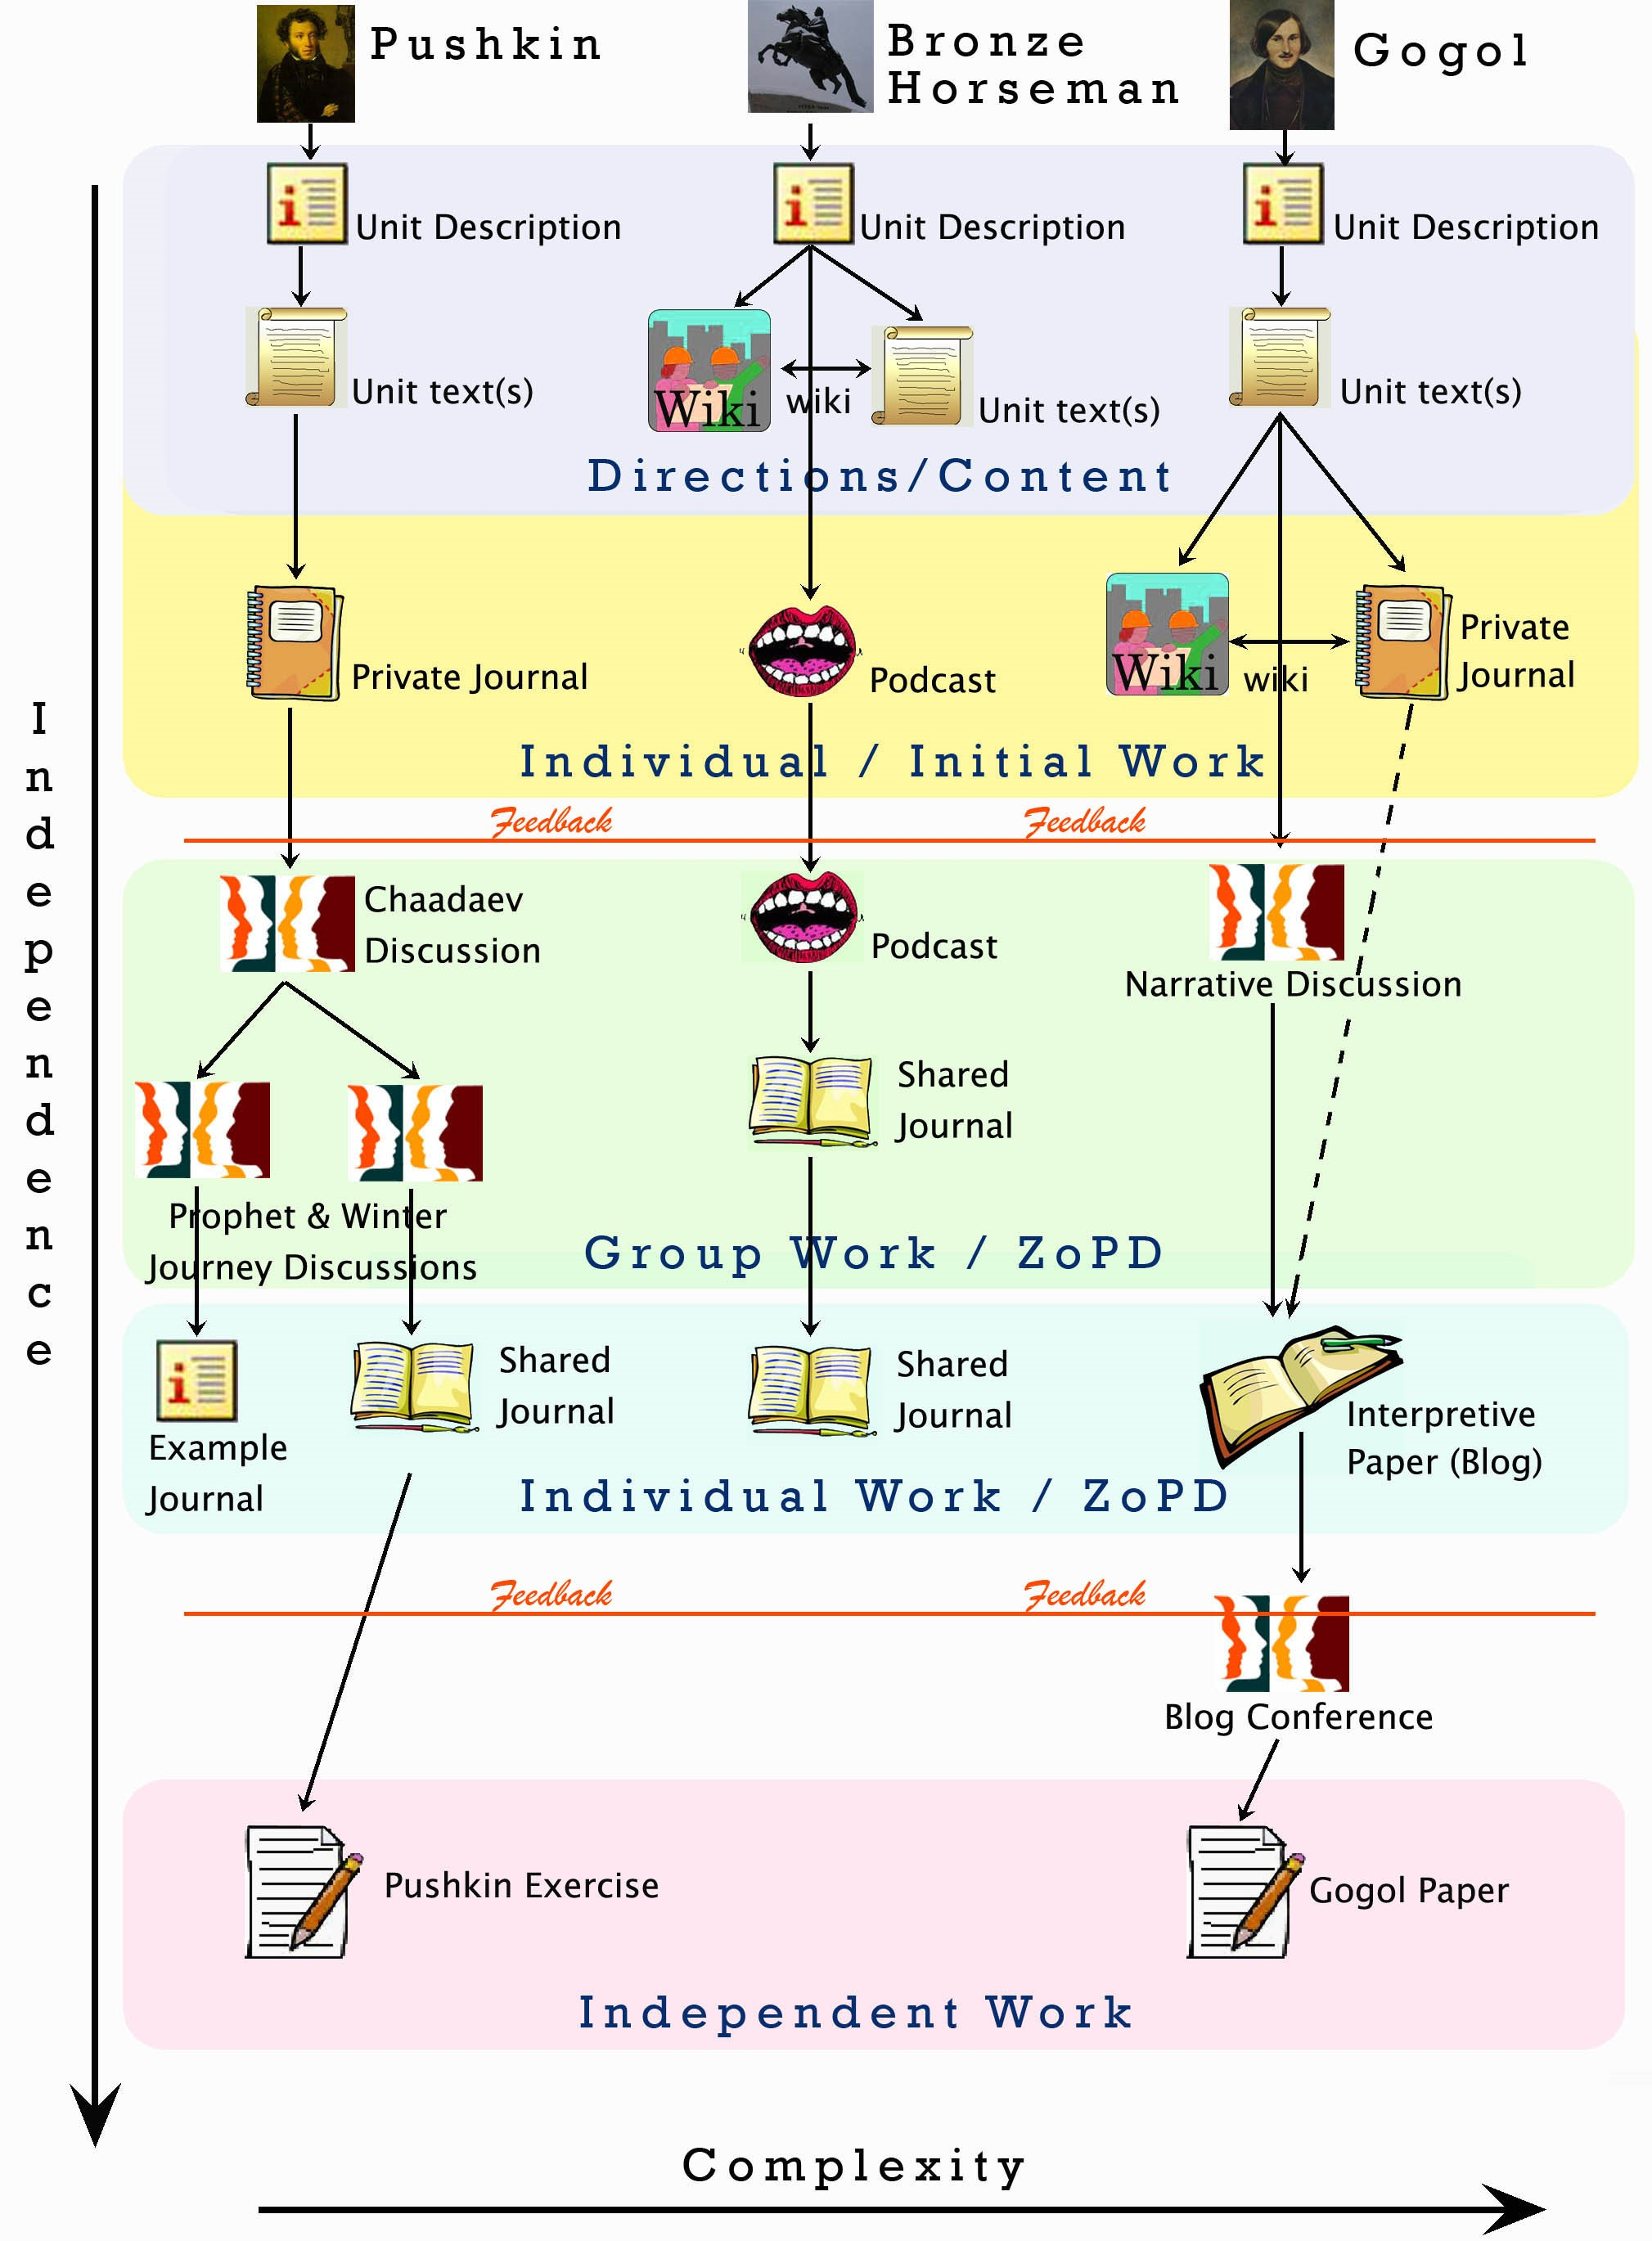 Pushkin
Bronze
Horseman
Gogol
Unit Description
Unit Description
Unit Description
Unit text(s)
Wiki
wiki
Unit text(s)
Unit text(s)
Directions/Content
Private Journal
Podcast
Wiki
wiki
Private
Journal
Individual / Initial Work
Feedback
Feedback
Chaadaev
Discussion
Podcast
Narrative Discussion
Shared
Journal
Prophet & Winter
Journey Discussions
Group Work / ZoPD
Example
Journal
Shared
Journal
Shared
Journal
Interpretive
Paper (Blog)
Individual Work / ZoPD
Feedback
Feedback
Blog Conference
Pushkin Exercise
Gogol Paper
Independent Work
Independence
Complexity